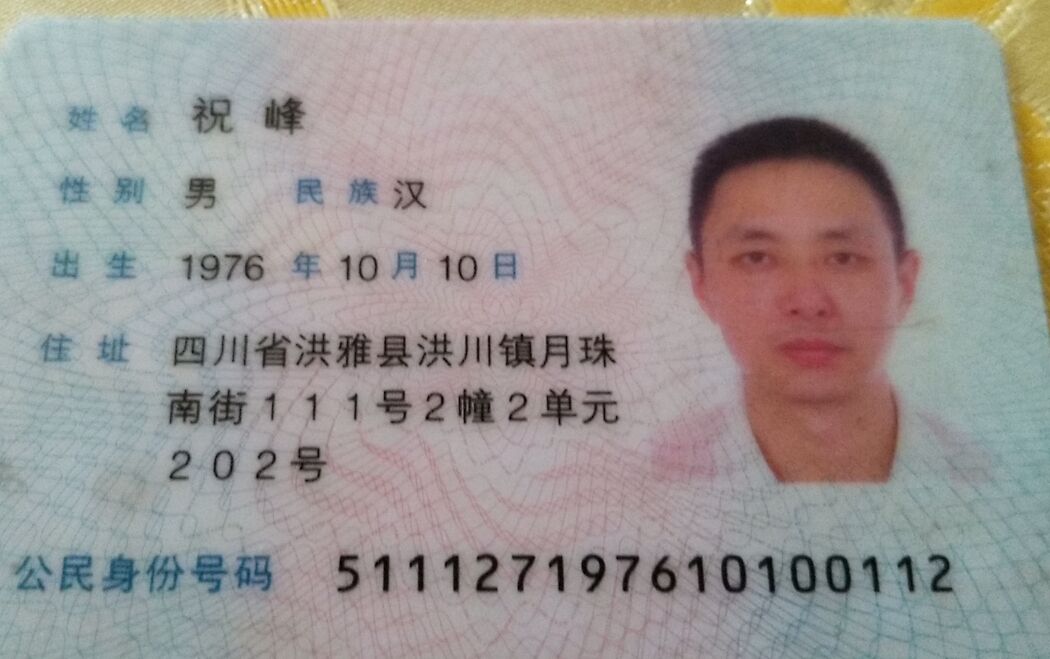 姓名 祝峰
性别 男 民族 汉
出生 1976 年 10 月 10 日
住址 四川省洪雅县洪川镇月珠
南街111号2幢2单元
202号
公民身份号码 511127197610100112